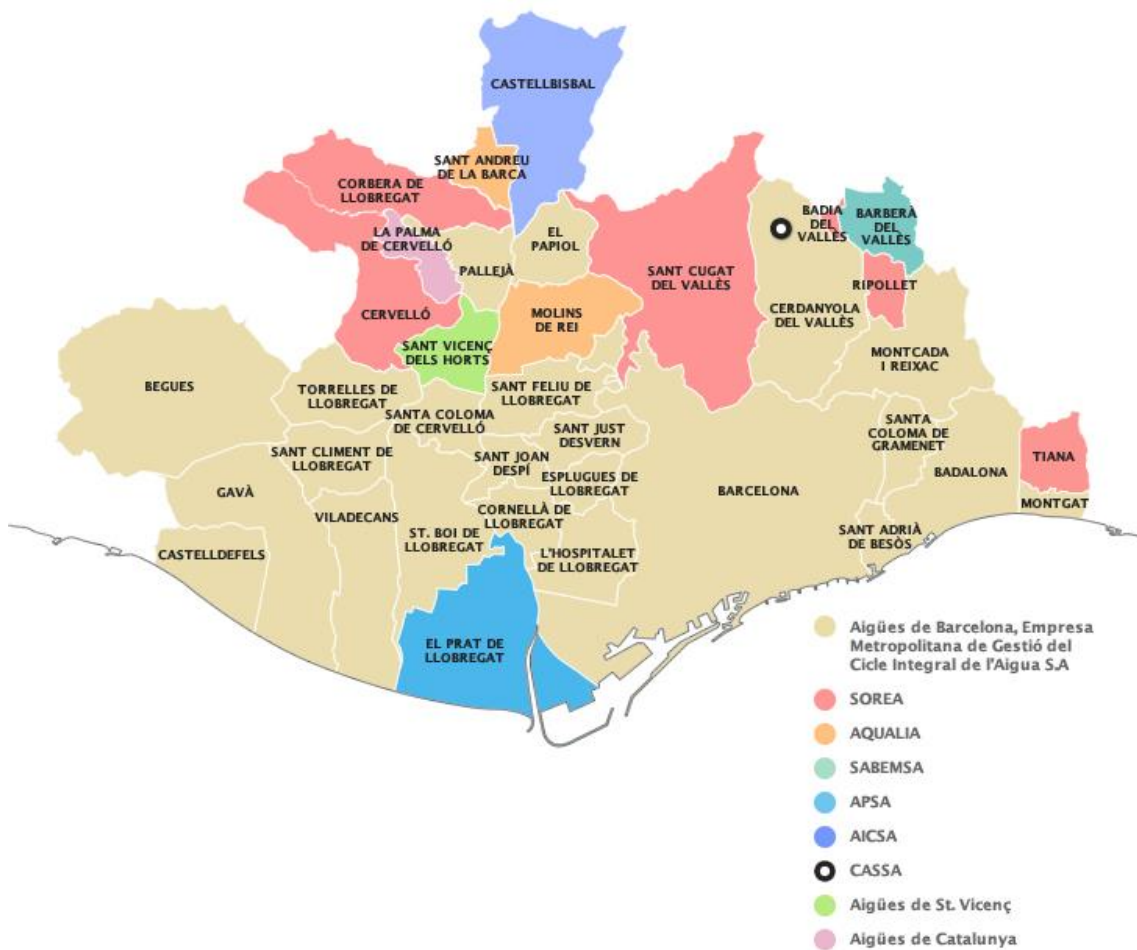 CASTELLBISBAL
SANT ANDREU
DE LA BARCA
CORBERA DE
LLOBREGAT
LA PALMA
DE CERVELLÓ
PALLEJÀ
EL
PAPIOL
SANT CUGAT
DEL VALLÈS
BADIA
DEL
VALLÈS
BARBERÀ
DEL
VALLÈS
RIPOLLET
CERDANYOLA
DEL VALLÈS
CERVELLÓ
MOLINS
DE REI
SANT VICENÇ
DELS HORTS
MONTCADA
I REIXAC
BEGUES
TORRELLES DE
LLOBREGAT
SANT FELIU DE
LLOBREGAT
SANTA COLOMA
DE CERVELLÓ
SANT JUST
DESVERN
SANTA
COLOMA DE
GRAMENET
SANT CLIMENT DE
LLOBREGAT
SANT JOAN
DESPÍ
ESPLUGUES DE
LLOBREGAT
BADALONA
TIANA
GAVÀ
BARCELONA
MONTGAT
VILADECANS
CORNELLÀ DE
LLOBREGAT
ST. BOI DE
LLOBREGAT
SANT ADRIÀ
DE BESÒS
CASTELLDEFELS
L'HOSPITALET
DE LLOBREGAT
EL PRAT DE
LLOBREGAT
Aigües de Barcelona, Empresa
Metropolitana de Gestió del
Cicle Integral de l'Aigua S.A
SOREA
AQUALIA
SABEMSA
APSA
AICSA
CASSA
Aigües de St. Vicenç
Aigües de Catalunya